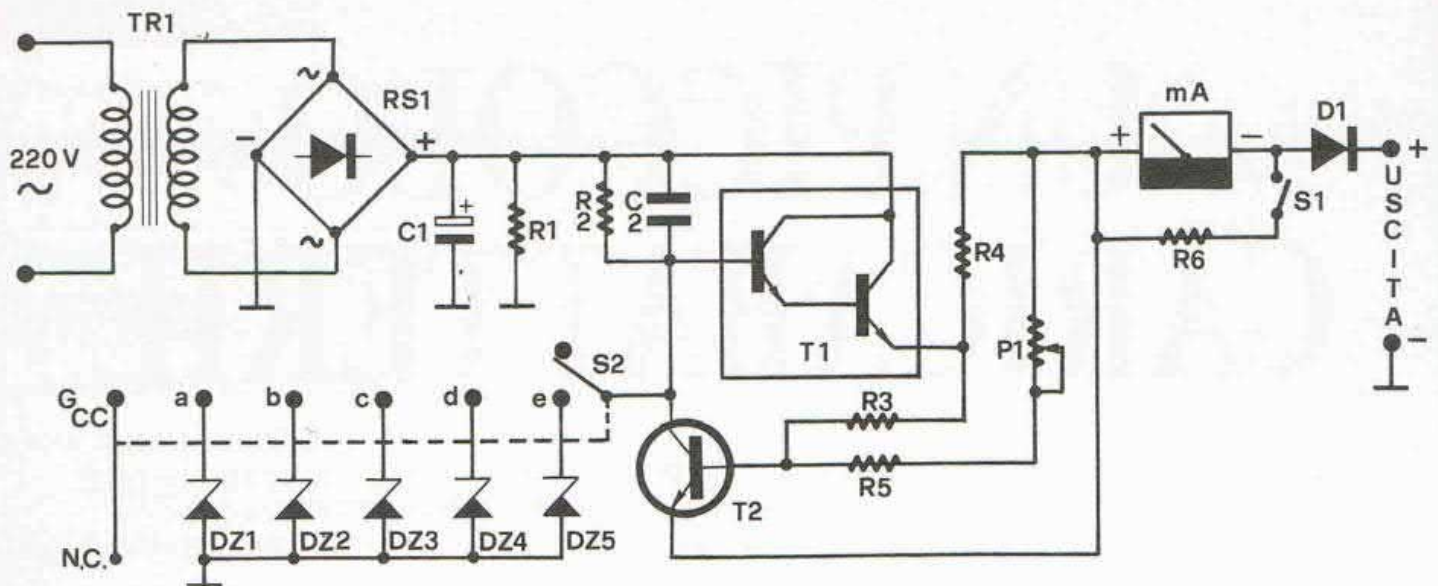 TR1
220 V
~
~
RS1
-
+
~
+
C1
R1
R
2
C
2
T1
R4
P1
+
mA
-
D1
+
S1
R6
U
S
C
I
T
A
-
S2
G
CC
a
b
c
d
e
R3
R5
T2
N.C.
DZ1
DZ2
DZ3
DZ4
DZ5